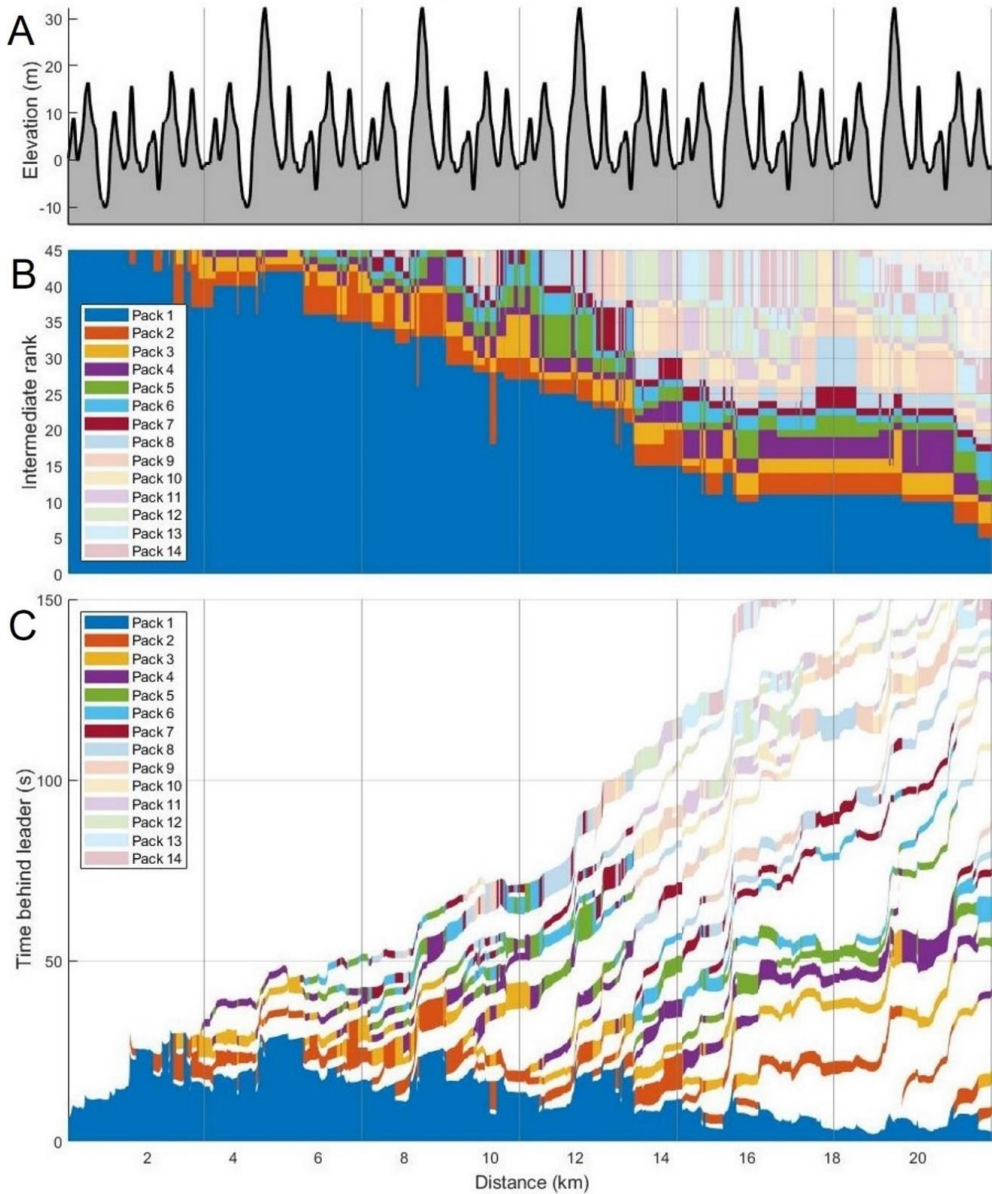 A
Elevation (m)
30
20
10
0
-10
B
Intermediate rank
45
40
35
30
25
20
15
10
5
0
Pack 1
Pack 2
Pack 3
Pack 4
Pack 5
Pack 6
Pack 7
Pack 8
Pack 9
Pack 10
Pack 11
Pack 12
Pack 13
Pack 14
C
Time behind leader (s)
150
100
50
0
Pack 1
Pack 2
Pack 3
Pack 4
Pack 5
Pack 6
Pack 7
Pack 8
Pack 9
Pack 10
Pack 11
Pack 12
Pack 13
Pack 14
2 4 6 8 10 12 14 16 18 20
Distance (km)